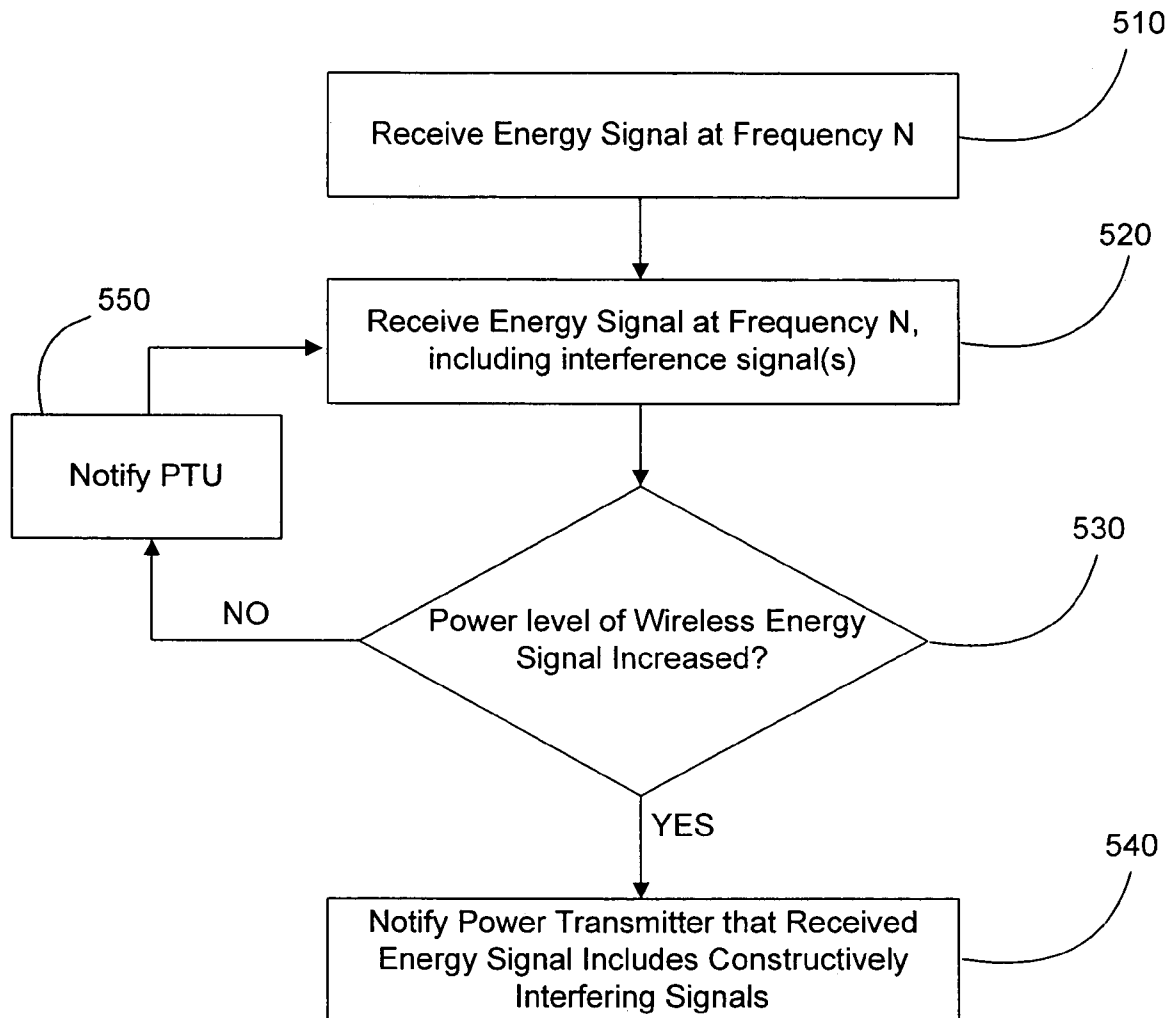 510
Receive Energy Signal at Frequency N
520
550
Receive Energy Signal at Frequency N,
including interference signal(s)
Notify PTU
530
NO
Power level of Wireless Energy
Signal Increased?
YES
540
Notify Power Transmitter that Received
Energy Signal Includes Constructively
Interfering Signals